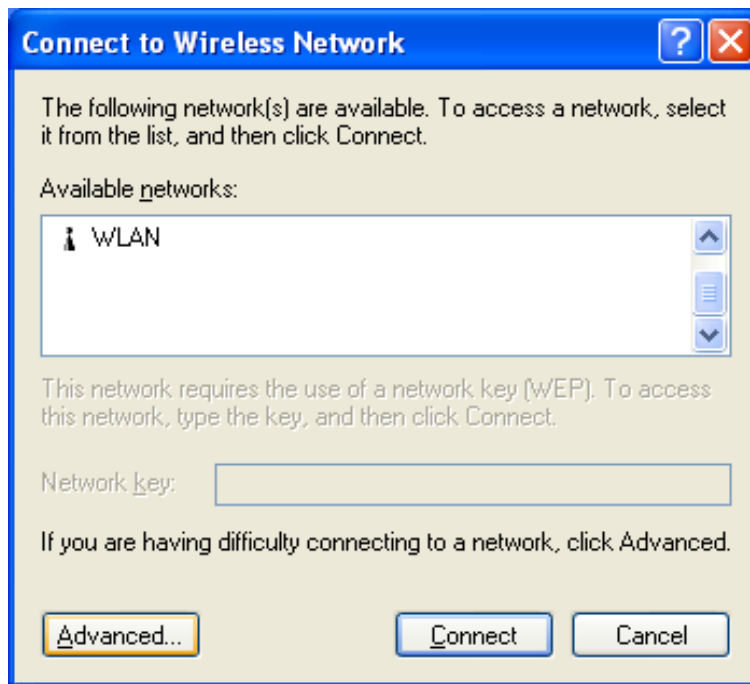 Connect to Wireless Network
?
The following network(s) are available. To access a network, select
it from the list, and then click Connect.
Available networks:
WLAN
This network requires the use of a network key (WEP). To access
this network, type the key, and then click Connect.
Network key:
If you are having difficulty connecting to a network, click Advanced.
Advanced... Connect Cancel